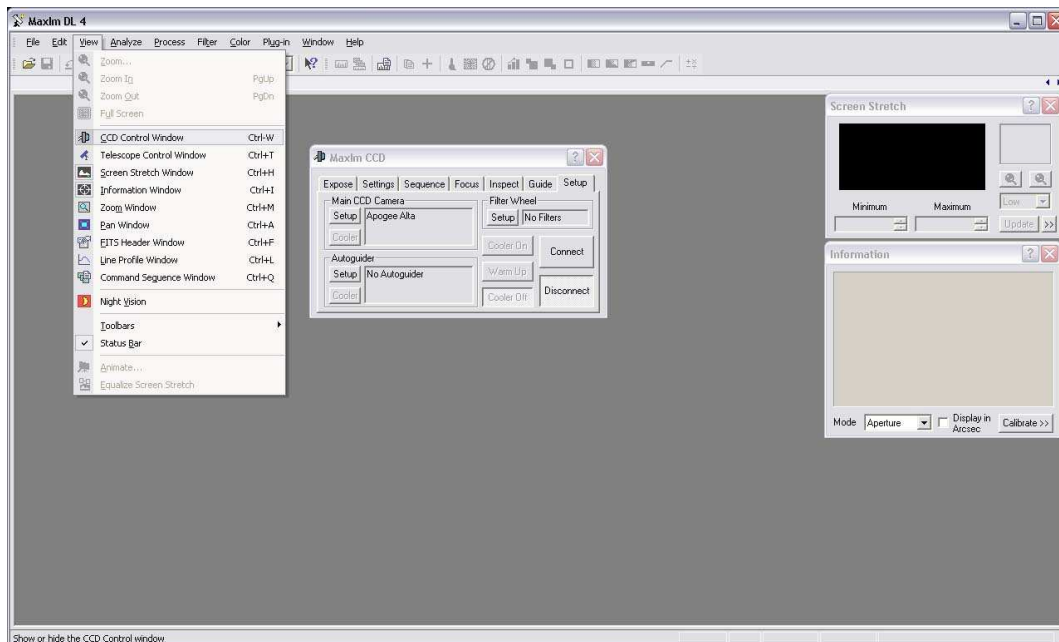 MaxIm DL 4
File Edit View Analyze Process Filter Color Plug-in Window Help
Zoom...
Zoom In PgUp
Zoom Out PgDn
Full Screen
CCD Control Window Ctrl-W
Telescope Control Window Ctrl+T
Screen Stretch Window Ctrl+H
Information Window Ctrl+I
Zoom Window Ctrl+M
Pan Window Ctrl+A
FITS Header Window Ctrl+F
Line Profile Window Ctrl+L
Command Sequence Window Ctrl+Q
Night Vision
Toolbars
Status Bar
Animate...
Equalize Screen Stretch
MaxIm CCD
Expose Settings Sequence Focus Inspect Guide Setup
Main CCD Camera
Setup Apogee Alta
Cooler
Filter Wheel
Setup No Filters
Autoguider
Setup No Autoguider
Cooler
Cooler On
Warm Up
Cooler Off
Connect
Disconnect
Screen Stretch
Minimum Maximum
Low
Update >>
Information
Mode Aperture Display in Arcsec Calibrate >>
Show or hide the CCD Control window